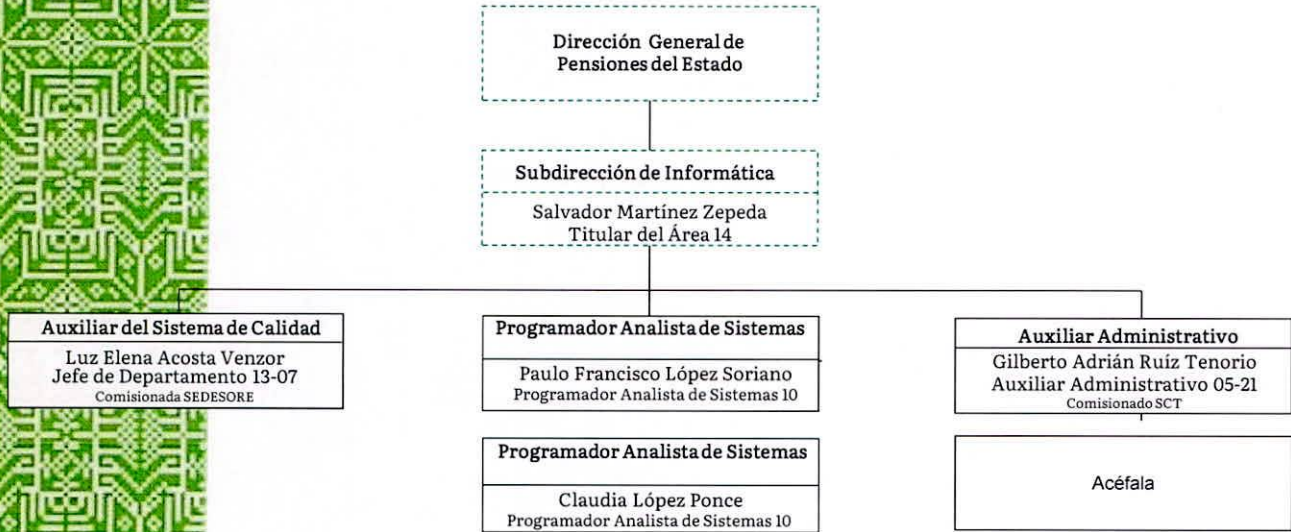 Dirección General de
Pensiones del Estado
Subdirección de Informática
Salvador Martínez Zepeda
Titular del Área 14
Auxiliar del Sistema de Calidad
Luz Elena Acosta Venzor
Jefe de Departamento 13-07
Comisionada SEDESORE
Programador Analista de Sistemas
Paulo Francisco López Soriano
Programador Analista de Sistemas 10
Auxiliar Administrativo
Gilberto Adrián Ruíz Tenorio
Auxiliar Administrativo 05-21
Comisionado SCT
Programador Analista de Sistemas
Claudia López Ponce
Programador Analista de Sistemas 10
Acéfala